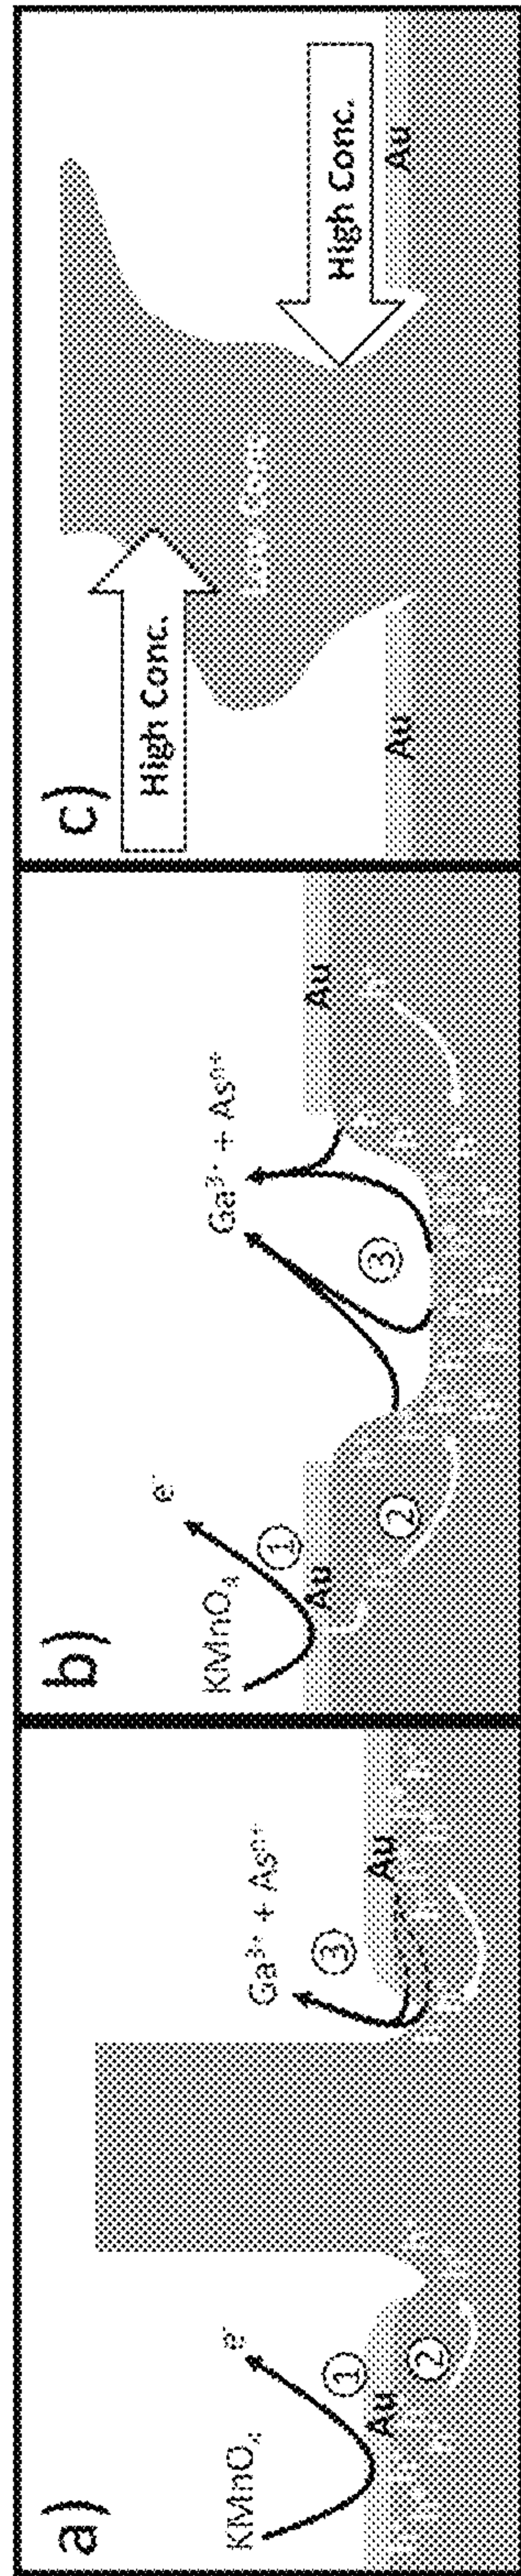 a)
KMnO₄
e⁻
①
Au
②
Ga³⁺ + Asⁿ⁺
③
Au
b)
KMnO₄
e⁻
①
Au
②
Ga³⁺ + Asⁿ⁺
③
Au
c)
High Conc.
High Conc.
Au
Au